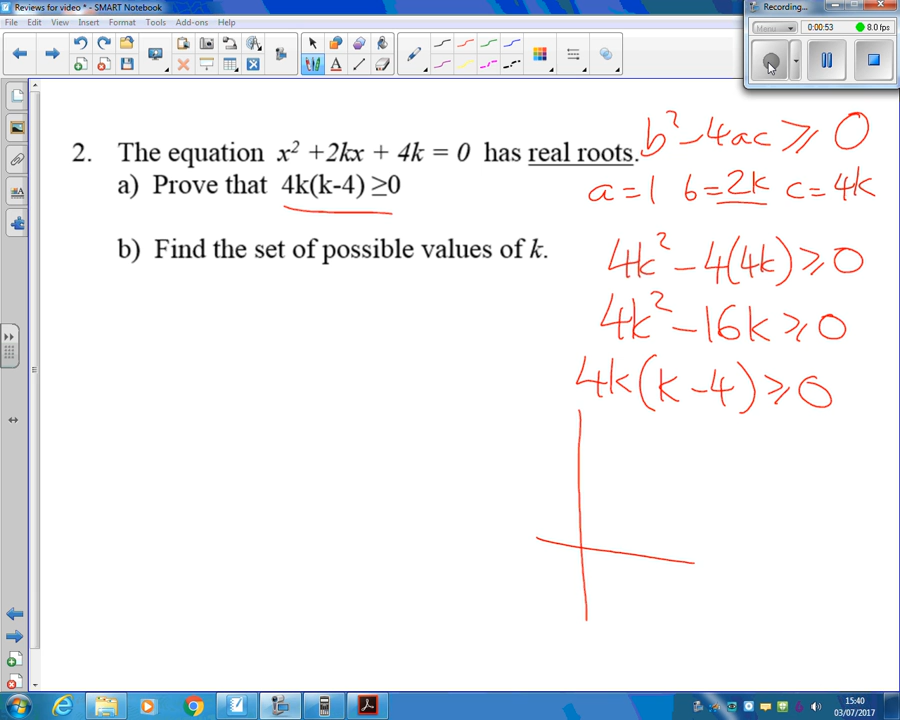 Reviews for video * - SMART Notebook
File Edit View Insert Format Tools Add-ons Help
Recording...
Menu 0:00:53 8.0 fps
2. The equation x² +2kx + 4k = 0 has real roots.
a) Prove that 4k(k-4) ≥0
b) Find the set of possible values of k.
b² -4ac ≥ 0
a=1 b=2k c=4k
4k² - 4(4k) ≥ 0
4k² - 16k ≥ 0
4k(k-4) ≥ 0
15:40
03/07/2017